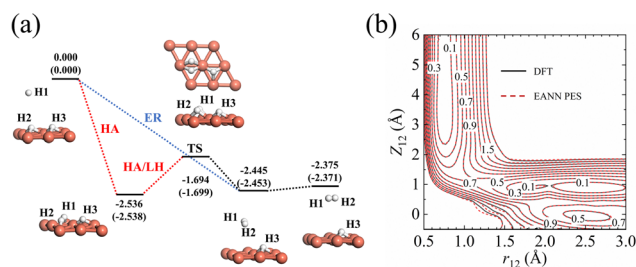 (a)
0.000
(0.000)
H1
H2 H3
HA
ER
H2 H1 H3
HA/LH
TS
-1.694
(-1.699)
-2.536
(-2.538)
H2 H1
H3
-2.445
(-2.453)
H1
H2
H3
-2.375
(-2.371)
H1
H2
H3
(b)
Z12 (Å)
6
5
4
3
2
1
0
0.1
0.3
0.5
0.7
0.9
1.5
DFT
EANN PES
0.7
0.5
0.3
0.1
0.9
0.5
0.1
0.3
0.7
0.5 1.0 1.5 2.0 2.5 3.0
r12 (Å)